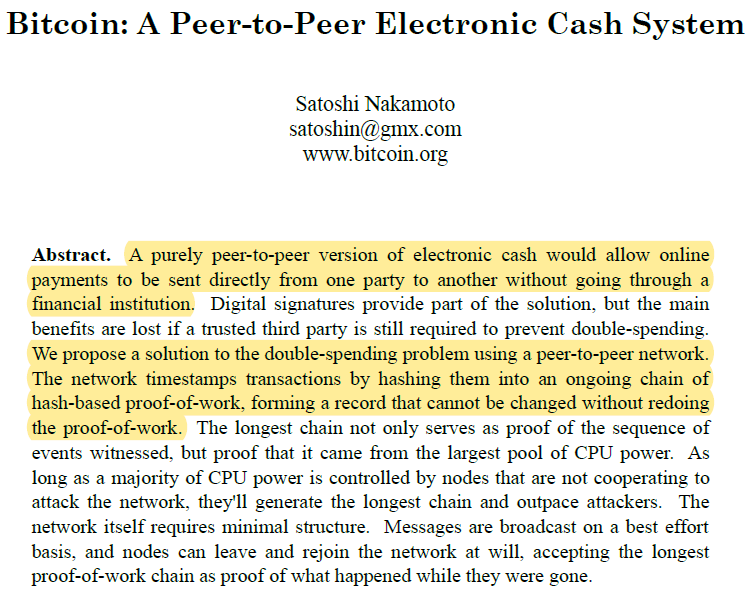 Bitcoin: A Peer-to-Peer Electronic Cash System
Satoshi Nakamoto
satoshin@gmx.com
www.bitcoin.org
Abstract. A purely peer-to-peer version of electronic cash would allow online
payments to be sent directly from one party to another without going through a
financial institution. Digital signatures provide part of the solution, but the main
benefits are lost if a trusted third party is still required to prevent double-spending.
We propose a solution to the double-spending problem using a peer-to-peer network.
The network timestamps transactions by hashing them into an ongoing chain of
hash-based proof-of-work, forming a record that cannot be changed without redoing
the proof-of-work. The longest chain not only serves as proof of the sequence of
events witnessed, but proof that it came from the largest pool of CPU power. As
long as a majority of CPU power is controlled by nodes that are not cooperating to
attack the network, they'll generate the longest chain and outpace attackers. The
network itself requires minimal structure. Messages are broadcast on a best effort
basis, and nodes can leave and rejoin the network at will, accepting the longest
proof-of-work chain as proof of what happened while they were gone.